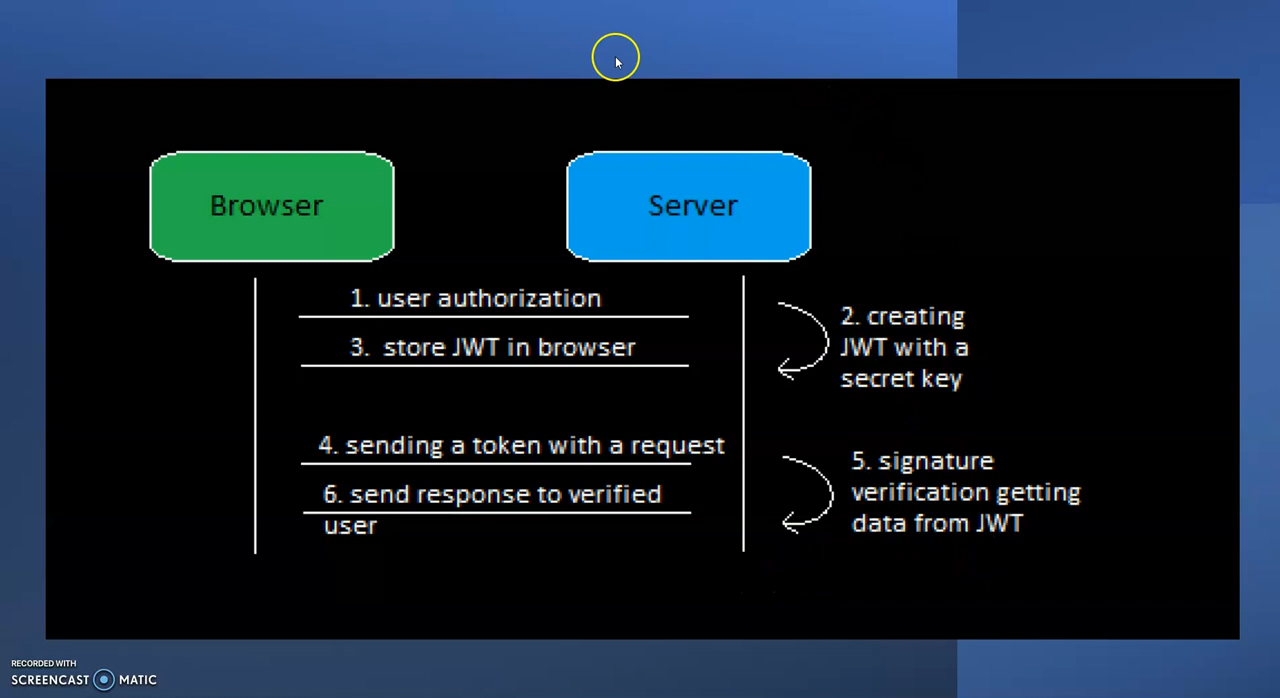 Browser
Server
1. user authorization
2. creating
JWT with a
secret key
3. store JWT in browser
4. sending a token with a request
5. signature
verification getting
data from JWT
6. send response to verified
user
RECORDED WITH
SCREENCAST MATIC